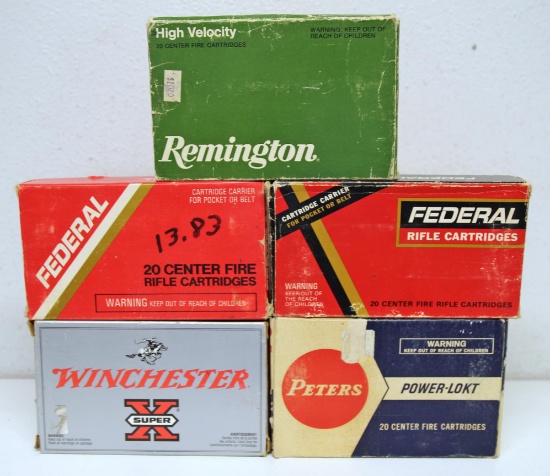 High Velocity
20 CENTER FIRE CARTRIDGES
WARNING: KEEP OUT OF
REACH OF CHILDREN
Remington®
FEDERAL
CARTRIDGE CARRIER
FOR POCKET OR BELT
13.83
20 CENTER FIRE
RIFLE CARTRIDGES
WARNING KEEP OUT OF REACH OF CHILDREN
CARTRIDGE CARRIER
FOR POCKET OR BELT
FEDERAL
RIFLE CARTRIDGES
WARNING
KEEP OUT OF
THE REACH
OF CHILDREN
20 CENTER FIRE RIFLE CARTRIDGES
WINCHESTER
SUPER
X
PETERS
WARNING
KEEP OUT OF REACH OF CHILDREN
POWER-LOKT
20 CENTER FIRE CARTRIDGES